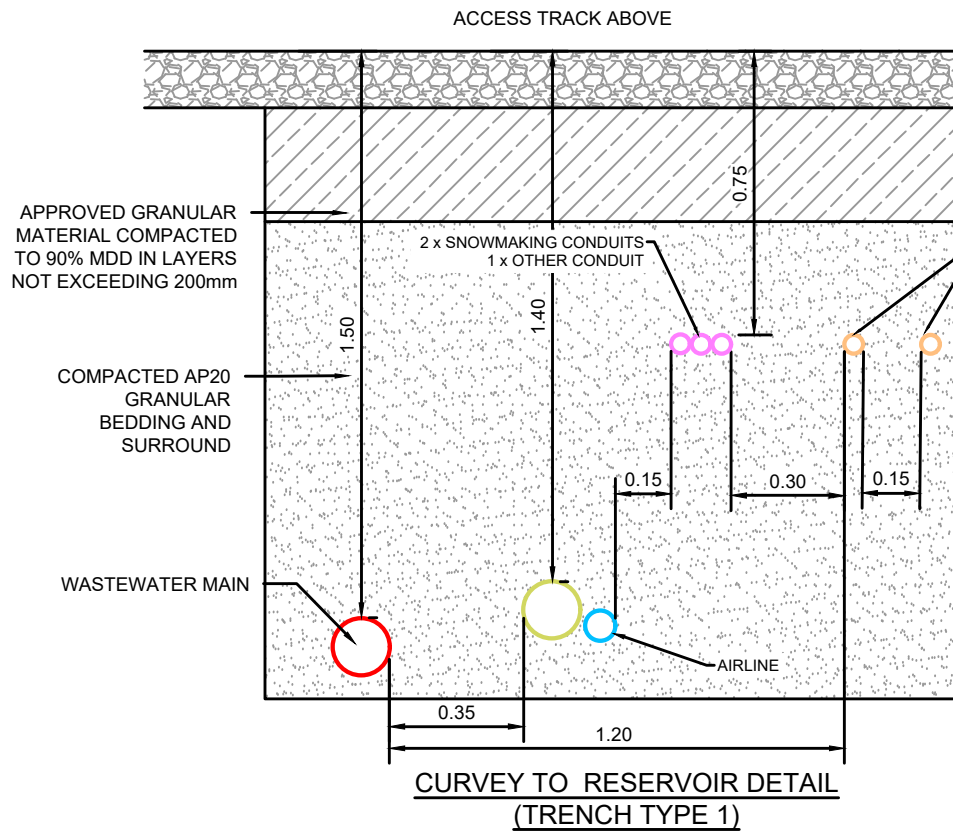 ACCESS TRACK ABOVE
0.75
APPROVED GRANULAR
MATERIAL COMPACTED
TO 90% MDD IN LAYERS
NOT EXCEEDING 200mm
2 x SNOWMAKING CONDUITS
1 x OTHER CONDUIT
1.50
1.40
COMPACTED AP20
GRANULAR
BEDDING AND
SURROUND
0.15
0.30
0.15
WASTEWATER MAIN
AIRLINE
0.35
1.20
CURVEY TO RESERVOIR DETAIL
(TRENCH TYPE 1)